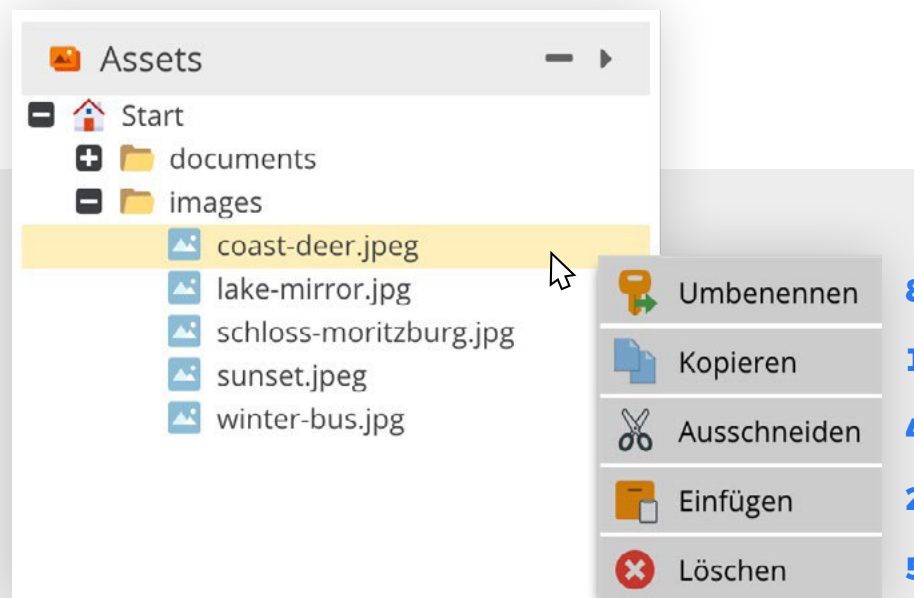 Assets
Start
documents
images
coast-deer.jpeg
lake-mirror.jpg
schloss-moritzburg.jpg
sunset.jpeg
winter-bus.jpg
Umbenennen
Kopieren
Ausschneiden
Einfügen
Löschen